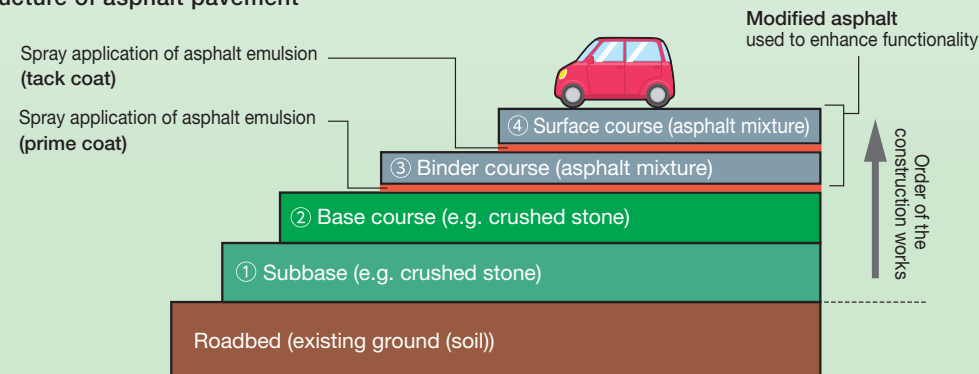 asphalt pavement
Modified asphalt
used to enhance functionality
Spray application of asphalt emulsion
(tack coat)
Spray application of asphalt emulsion
(prime coat)
④ Surface course (asphalt mixture)
③ Binder course (asphalt mixture)
② Base course (e.g. crushed stone)
① Subbase (e.g. crushed stone)
Roadbed (existing ground (soil))
Order of the
construction works